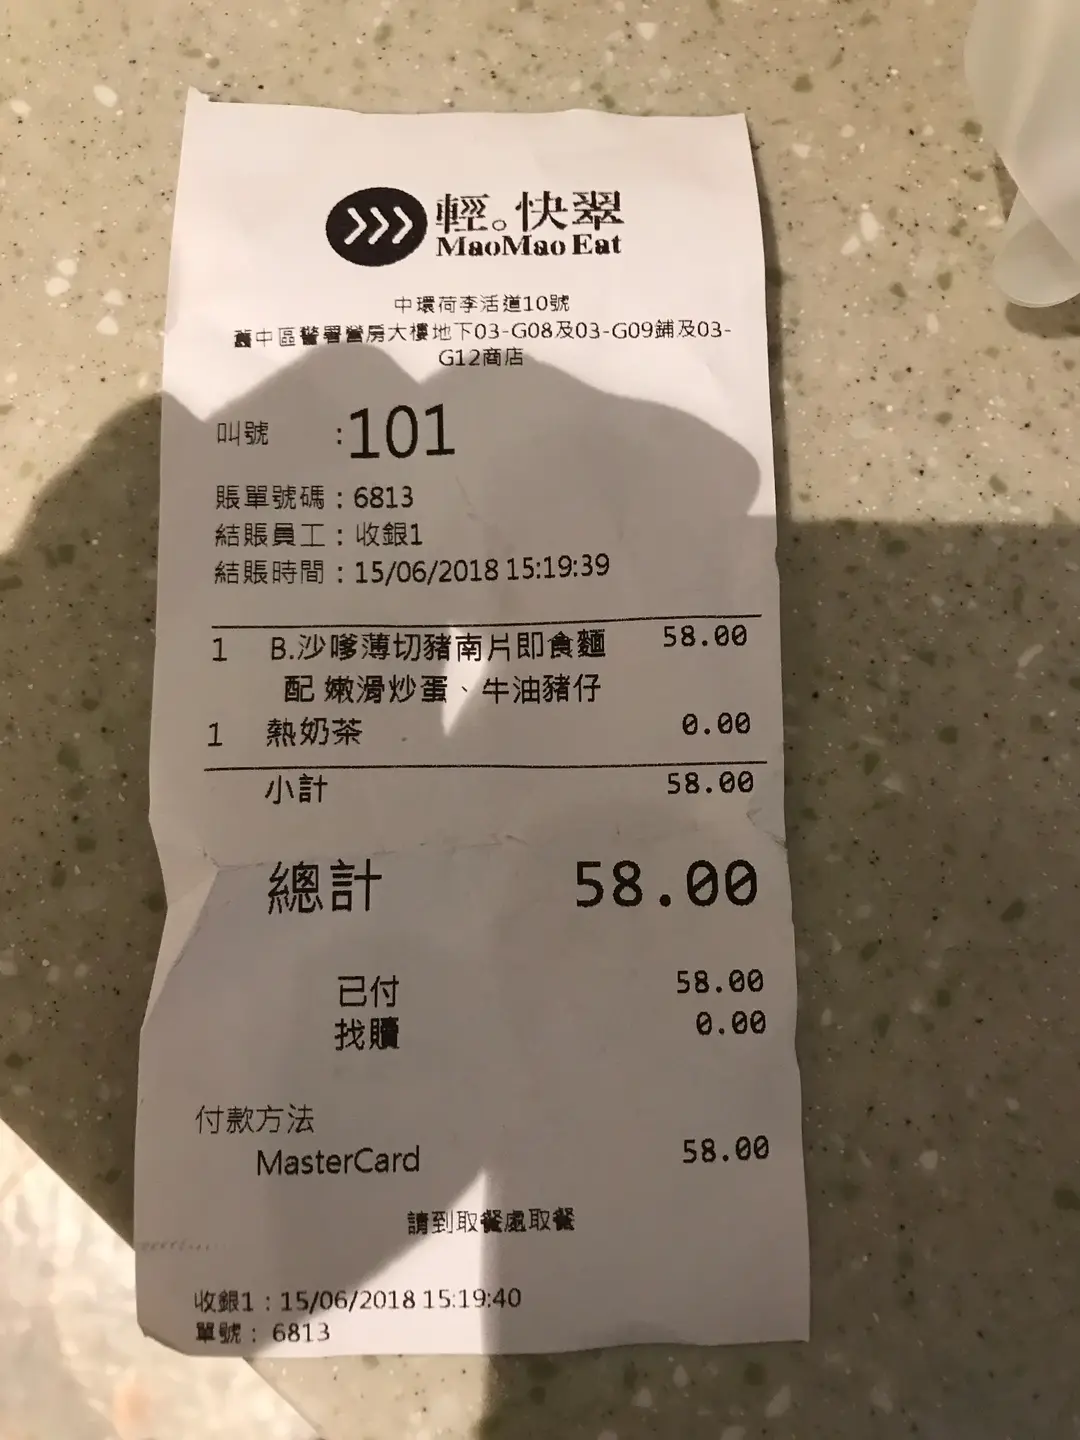 輕。快翠
MaoMao Eat
中環荷李活道10號
舊中區警署營房大樓地下03-G08及03-G09鋪及03-
G12商店
叫號 :101
賬單號碼：6813
結賬員工：收銀1
結賬時間：15/06/2018 15:19:39
1 B.沙嗲薄切豬南片即食麵 58.00
配 嫩滑炒蛋、牛油豬仔
1 熱奶茶 0.00
小計 58.00
總計 58.00
已付 58.00
找贖 0.00
付款方法
MasterCard 58.00
請到取餐處取餐
收銀1：15/06/2018 15:19:40
單號：6813